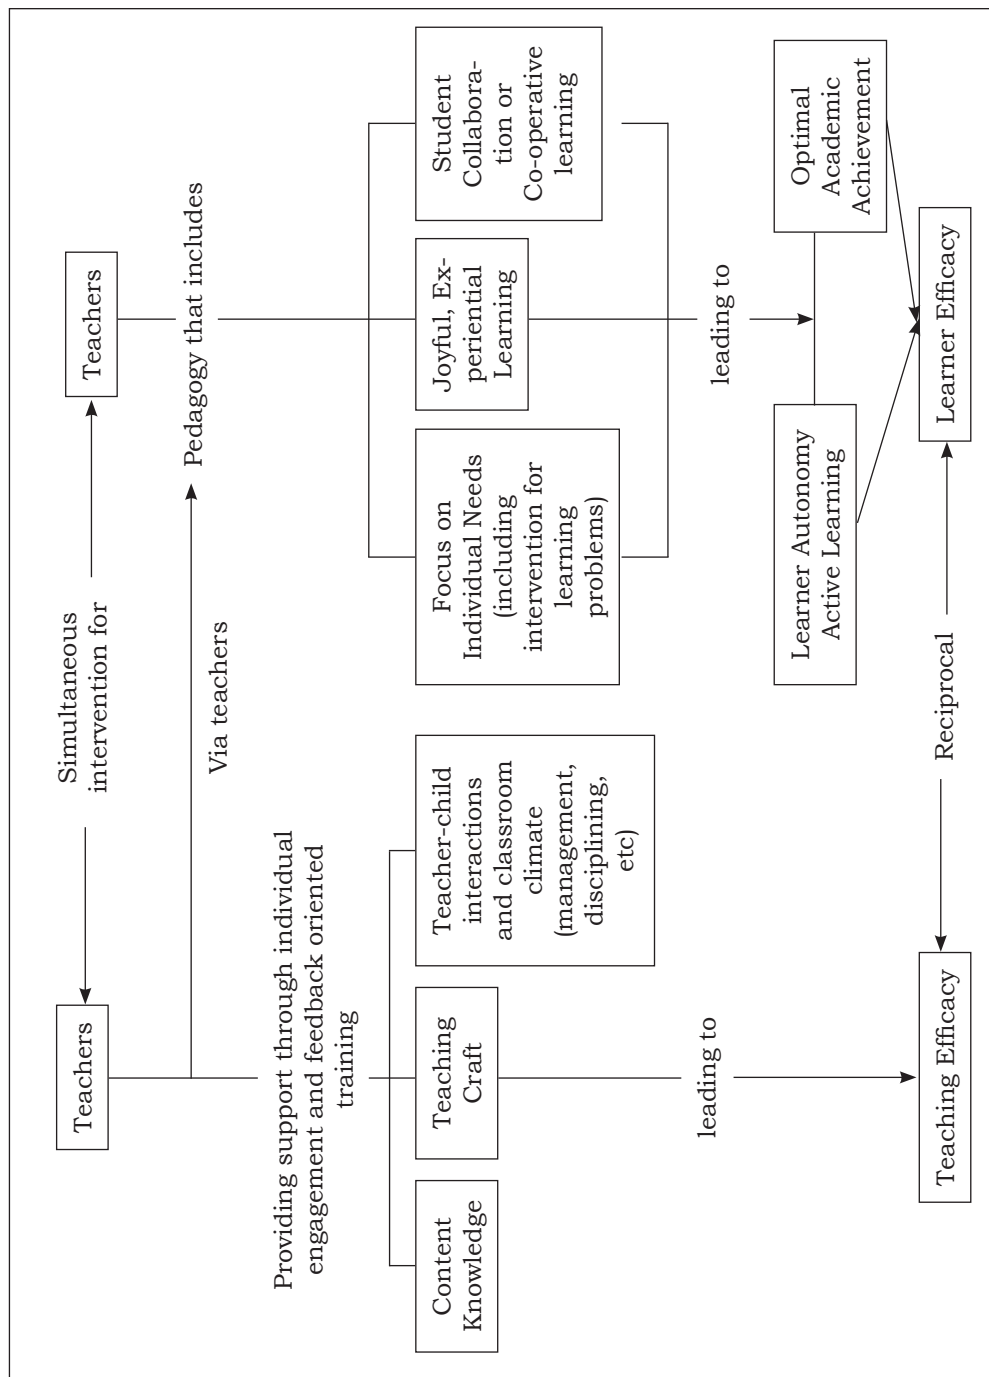 Simultaneous
intervention for
Teachers
Teachers
Via teachers
Pedagogy that includes
Providing support through individual
engagement and feedback oriented
training
Content
Knowledge
Teaching
Craft
Teacher-child
interactions
and classroom
climate
(management,
disciplining,
etc)
Focus on
Individual Needs
(including
intervention for
learning
problems)
Joyful, Ex-
periential
Learning
Student
Collabora-
tion or
Co-operative
learning
leading to
leading to
Learner Autonomy
Active Learning
Optimal
Academic
Achievement
Teaching Efficacy
Reciprocal
Learner Efficacy